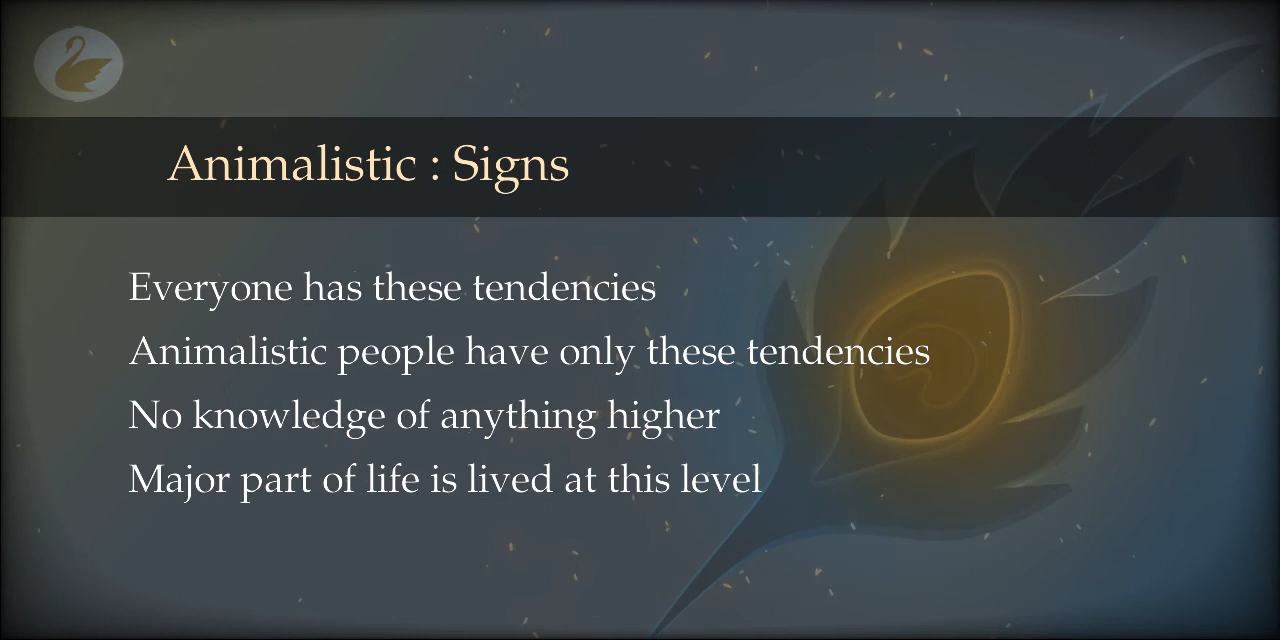 Animalistic : Signs
Everyone has these tendencies
Animalistic people have only these tendencies
No knowledge of anything higher
Major part of life is lived at this level